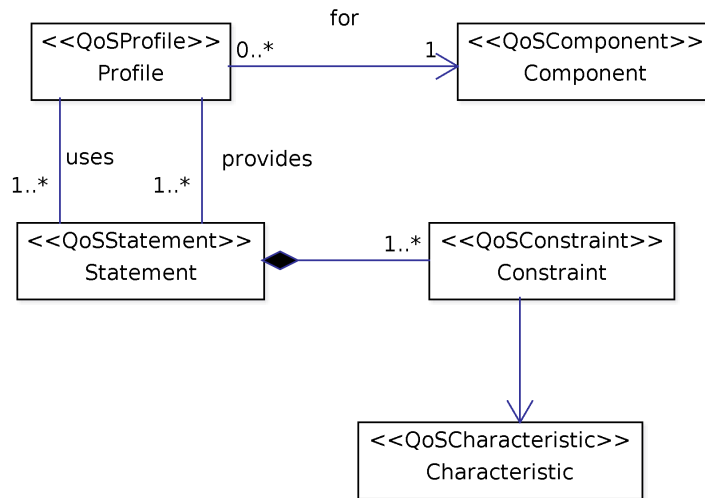 for
<<QoSProfile>>
Profile
0..*
1
<<QoSComponent>>
Component
uses
provides
1..*
1..*
<<QoSStatement>>
Statement
1..*
<<QoSConstraint>>
Constraint
<<QoSCharacteristic>>
Characteristic